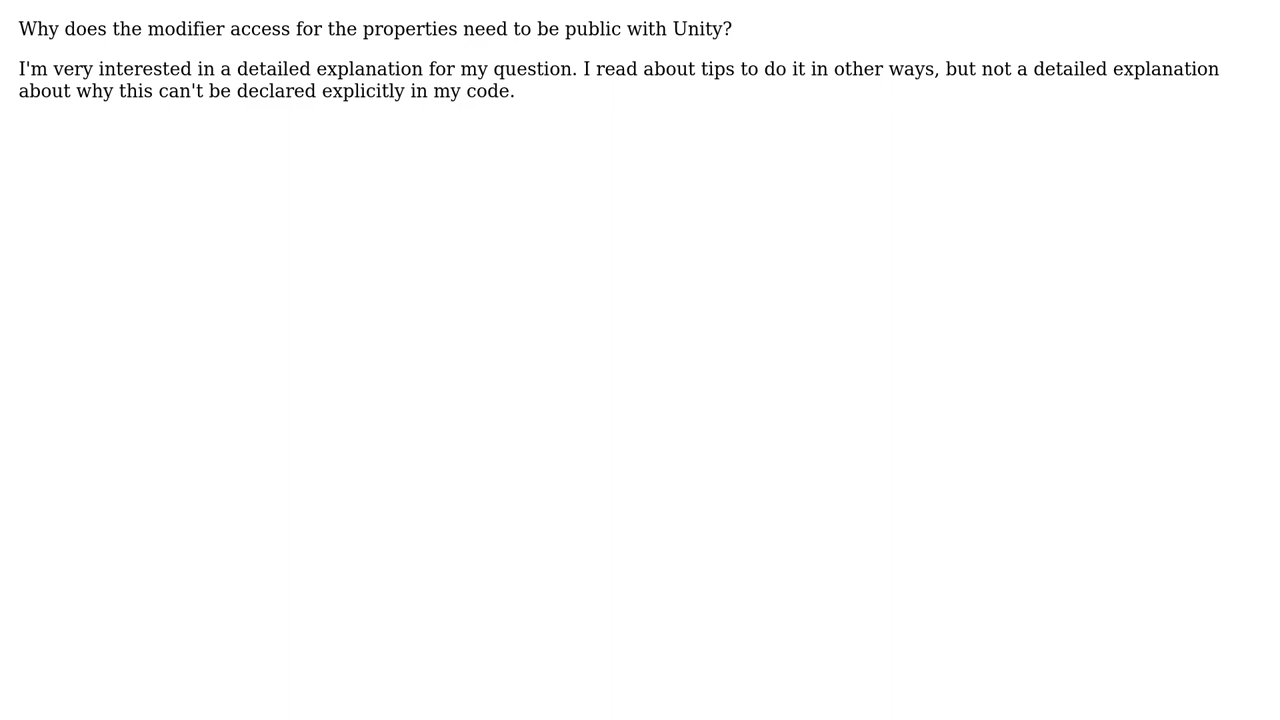 Why does the modifier access for the properties need to be public with Unity?
I'm very interested in a detailed explanation for my question. I read about tips to do it in other ways, but not a detailed explanation
about why this can't be declared explicitly in my code.